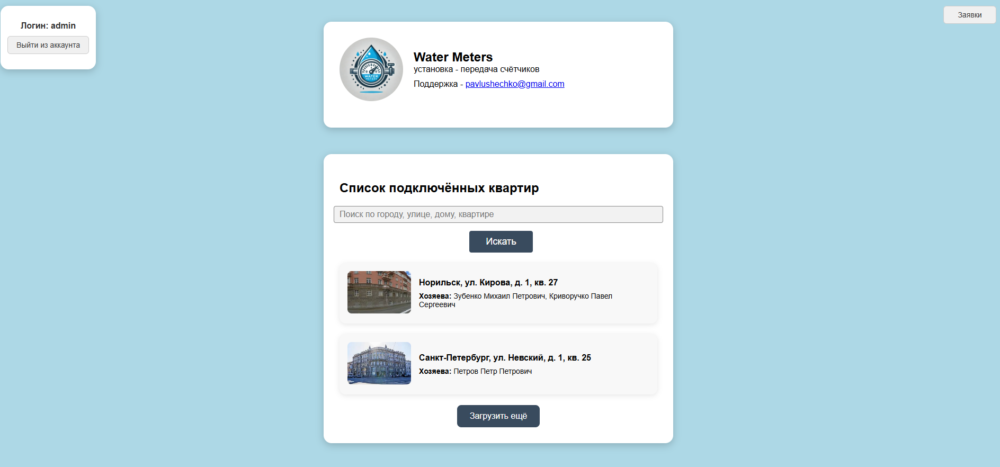 Логин: admin
Выйти из аккаунта
Заявки
WATER
METERS
Water Meters
установка - передача счётчиков
Поддержка - pavlushechko@gmail.com
Список подключённых квартир
Поиск по городу, улице, дому, квартире
Искать
Норильск, ул. Кирова, д. 1, кв. 27
Хозяева: Зубенко Михаил Петрович, Криворучко Павел
Сергеевич
Санкт-Петербург, ул. Невский, д. 1, кв. 25
Хозяева: Петров Петр Петрович
Загрузить ещё